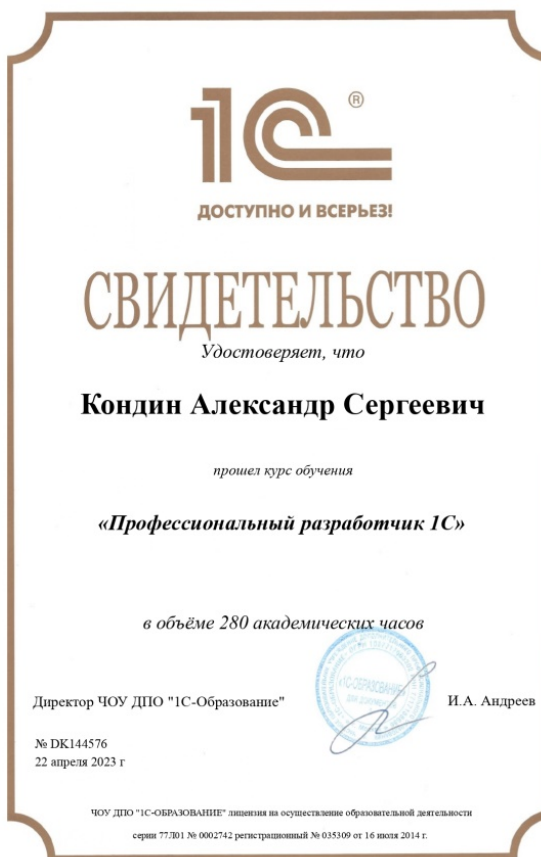 1С®
ДОСТУПНО И ВСЕРЬЕЗ!
СВИДЕТЕЛЬСТВО
Удостоверяет, что
Кондин Александр Сергеевич
прошел курс обучения
«Профессиональный разработчик 1С»
в объёме 280 академических часов
«1С-ОБРАЗОВАНИЕ»
Директор ЧОУ ДПО "1С-Образование"
И.А. Андреев
№ DK144576
22 апреля 2023 г
ЧОУ ДПО "1С-ОБРАЗОВАНИЕ" лицензия на осуществление образовательной деятельности
серии 77Л01 № 0002742 регистрационный № 035309 от 16 июля 2014 г.